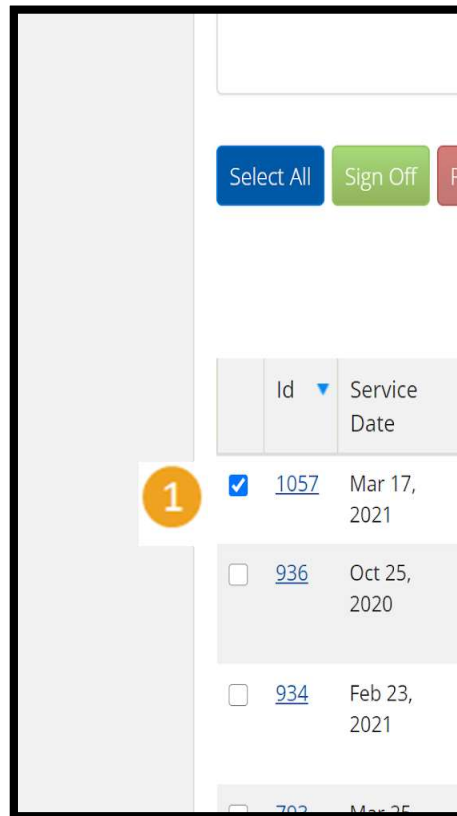 Select All Sign Off
Id Service
Date
1 1057 Mar 17,
2021
936 Oct 25,
2020
934 Feb 23,
2021